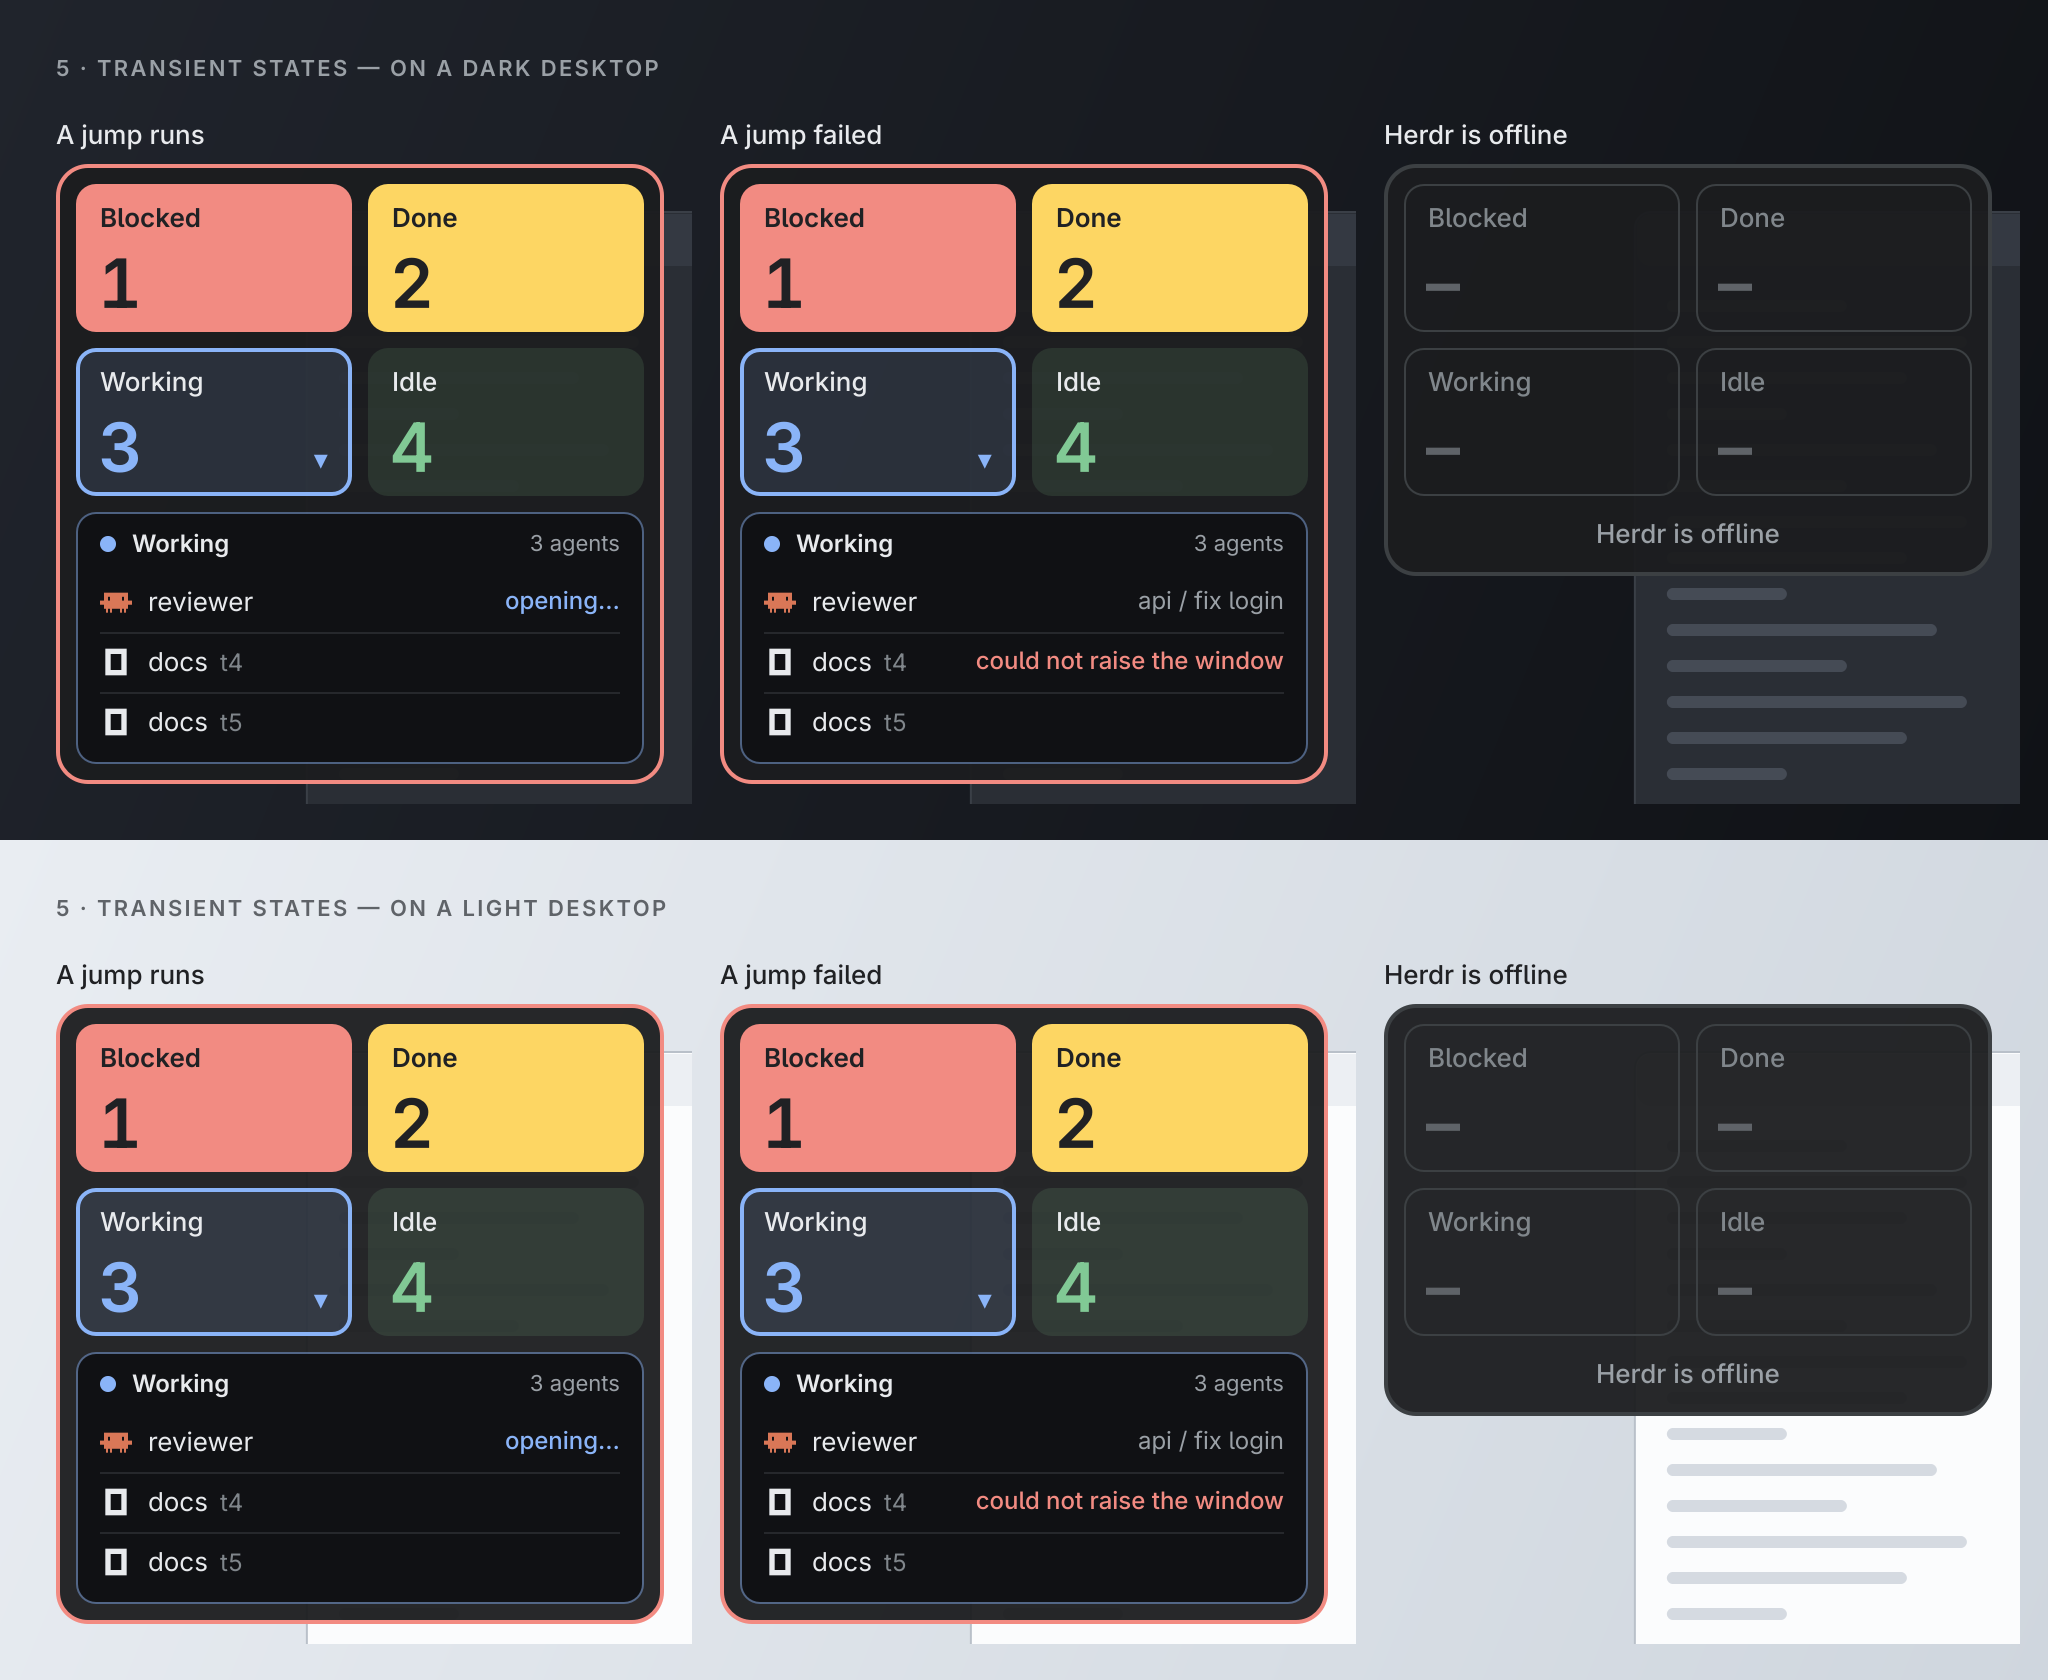 5 · TRANSIENT STATES — ON A DARK DESKTOP
A jump runs
Blocked
1
Done
2
Working
3
▼
Idle
4
Working
3 agents
reviewer
opening...
docs t4
docs t5
A jump failed
Blocked
1
Done
2
Working
3
▼
Idle
4
Working
3 agents
reviewer
api / fix login
docs t4
could not raise the window
docs t5
Herdr is offline
Blocked
—
Done
—
Working
—
Idle
—
Herdr is offline
5 · TRANSIENT STATES — ON A LIGHT DESKTOP
A jump runs
Blocked
1
Done
2
Working
3
▼
Idle
4
Working
3 agents
reviewer
opening...
docs t4
docs t5
A jump failed
Blocked
1
Done
2
Working
3
▼
Idle
4
Working
3 agents
reviewer
api / fix login
docs t4
could not raise the window
docs t5
Herdr is offline
Blocked
—
Done
—
Working
—
Idle
—
Herdr is offline